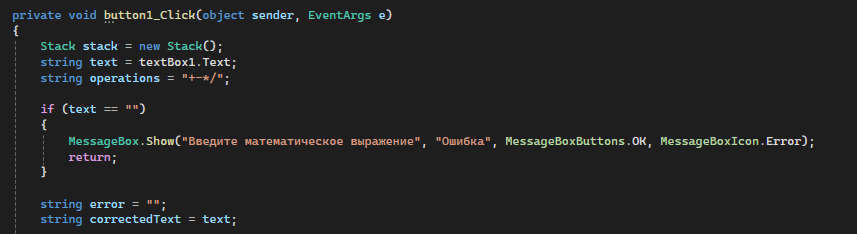 private void button1_Click(object sender, EventArgs e)
{
Stack stack = new Stack();
string text = textBox1.Text;
string operations = "+-*/";
if (text == "")
{
MessageBox.Show("Введите математическое выражение", "Ошибка", MessageBoxButtons.OK, MessageBoxIcon.Error);
return;
}
string error = "";
string correctedText = text;